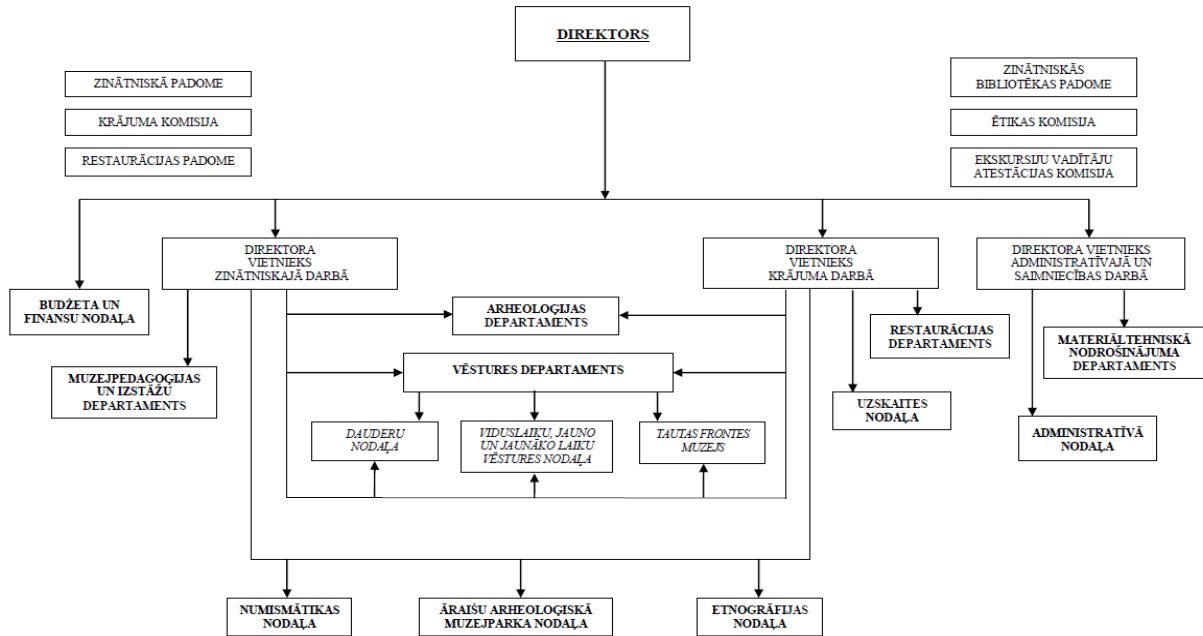 DIREKTORS
ZINĀTNISKĀ PADOME
KRĀJUMA KOMISIJA
RESTAURĀCIJAS PADOME
ZINĀTNISKĀS
BIBLIOTĒKAS PADOME
ĒTIKAS KOMISIJA
EKSKURSIJU VADĪTĀJU
ATESTĀCIJAS KOMISIJA
DIREKTORA
VIETNIEKS
ZINĀTNISKAJĀ DARBĀ
DIREKTORA
VIETNIEKS
KRĀJUMA DARBĀ
DIREKTORA VIETNIEKS
ADMINISTRATĪVAJĀ UN
SAIMNIECĪBAS DARBĀ
BUDŽETA UN
FINANSU NODAĻA
ARHEOLOĢIJAS
DEPARTAMENTS
RESTAURĀCIJAS
DEPARTAMENTS
MATERIĀLTEHNISKĀ
NODROŠINĀJUMA
DEPARTAMENTS
MUZEJPEDAGOĢIJAS
UN IZSTĀŽU
DEPARTAMENTS
VĒSTURES DEPARTAMENTS
UZSKAITES
NODAĻA
DAUDERU
NODAĻA
VIDUSLAIKU, JAUNO
UN JAUNĀKO LAIKU
VĒSTURES NODAĻA
TAUTAS FRONTES
MUZEJS
ADMINISTRATĪVĀ
NODAĻA
NUMISMĀTIKAS
NODAĻA
ĀRAIŠU ARHEOLOĢISKĀ
MUZEJPARKA NODAĻA
ETNOGRĀFIJAS
NODAĻA